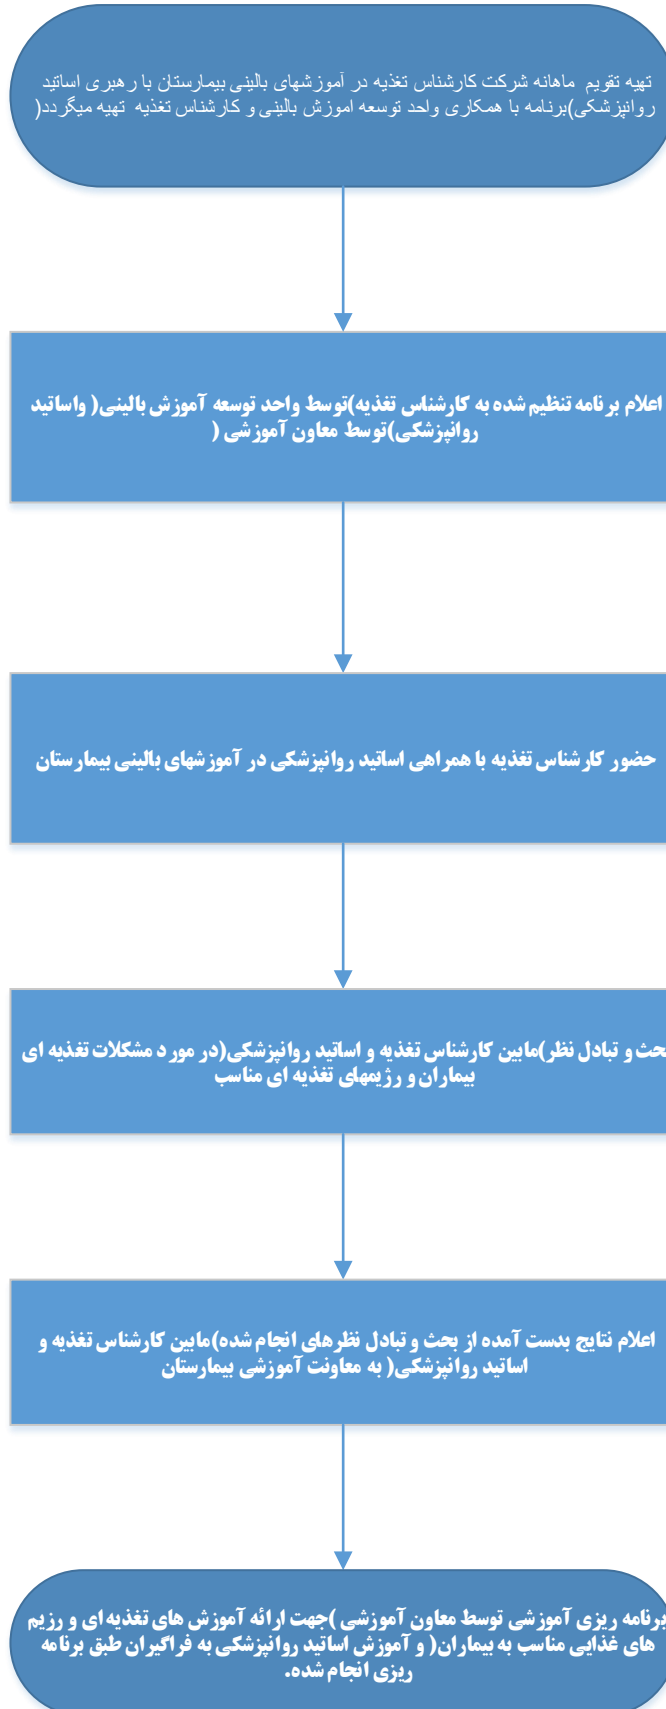 تهیه تقویم ماهانه شرکت کارشناس تغذیه در آموزشهای بالینی بیمارستان با رهبری اساتید
روانپزشکی)برنامه با همکاری واحد توسعه اموزش بالینی و کارشناس تغذیه تهیه میگردد(
اعلام برنامه تنظیم شده به کارشناس تغذیه)توسط واحد توسعه آموزش بالینی( واساتید
روانپزشکی)توسط معاون آموزشی (
حضور کارشناس تغذیه با همراهی اساتید روانپزشکی در آموزشهای بالینی بیمارستان
بحث و تبادل نظر)مابین کارشناس تغذیه و اساتید روانپزشکی(در مورد مشکلات تغذیه ای
بیماران و رژیمهای تغذیه ای مناسب
اعلام نتایج بدست آمده از بحث و تبادل نظرهای انجام شده)مابین کارشناس تغذیه و
اساتید روانپزشکی( به معاونت آموزشی بیمارستان
برنامه ریزی آموزشی توسط معاون آموزشی )جهت ارائه آموزش های تغذیه ای و رژیم
های غذایی مناسب به بیماران( و آموزش اساتید روانپزشکی به فراگیران طبق برنامه
ریزی انجام شده.